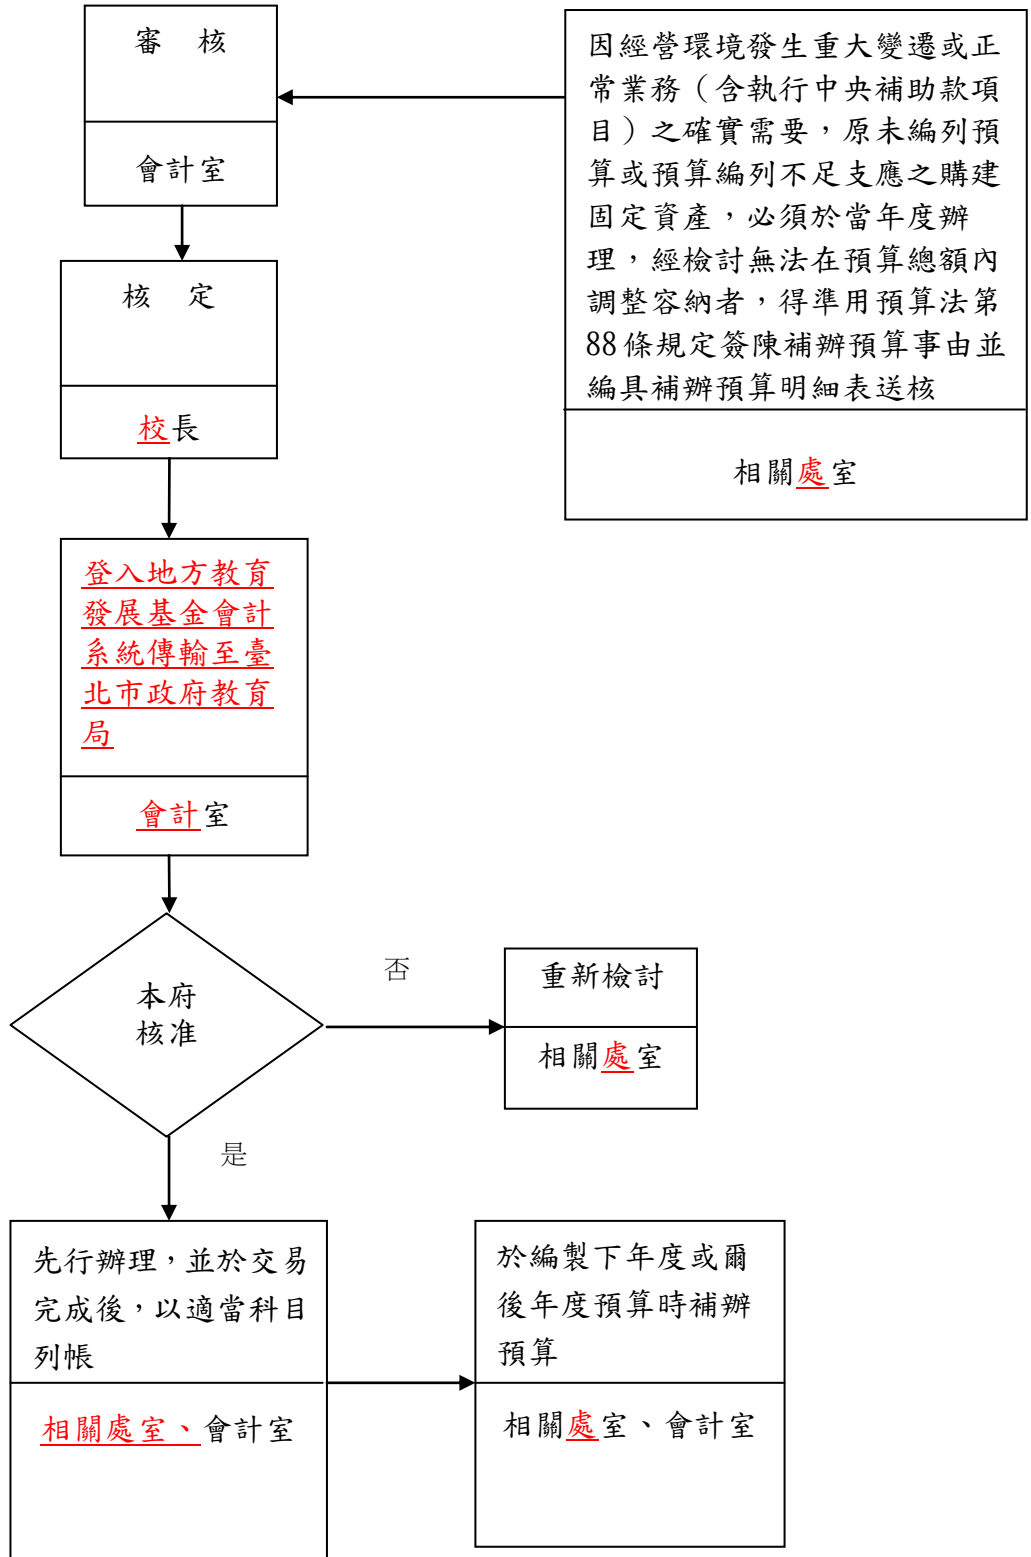 審　核
會計室
因經營環境發生重大變遷或正
常業務（含執行中央補助款項
目）之確實需要，原未編列預
算或預算編列不足支應之購建
固定資產，必須於當年度辦
理，經檢討無法在預算總額內
調整容納者，得準用預算法第
88條規定簽陳補辦預算事由並
編具補辦預算明細表送核
相關處室
核　定
校長
登入地方教育
發展基金會計
系統傳輸至臺
北市政府教育
局
會計室
本府
核准
否
重新檢討
相關處室
是
先行辦理，並於交易
完成後，以適當科目
列帳
相關處室、會計室
於編製下年度或爾
後年度預算時補辦
預算
相關處室、會計室